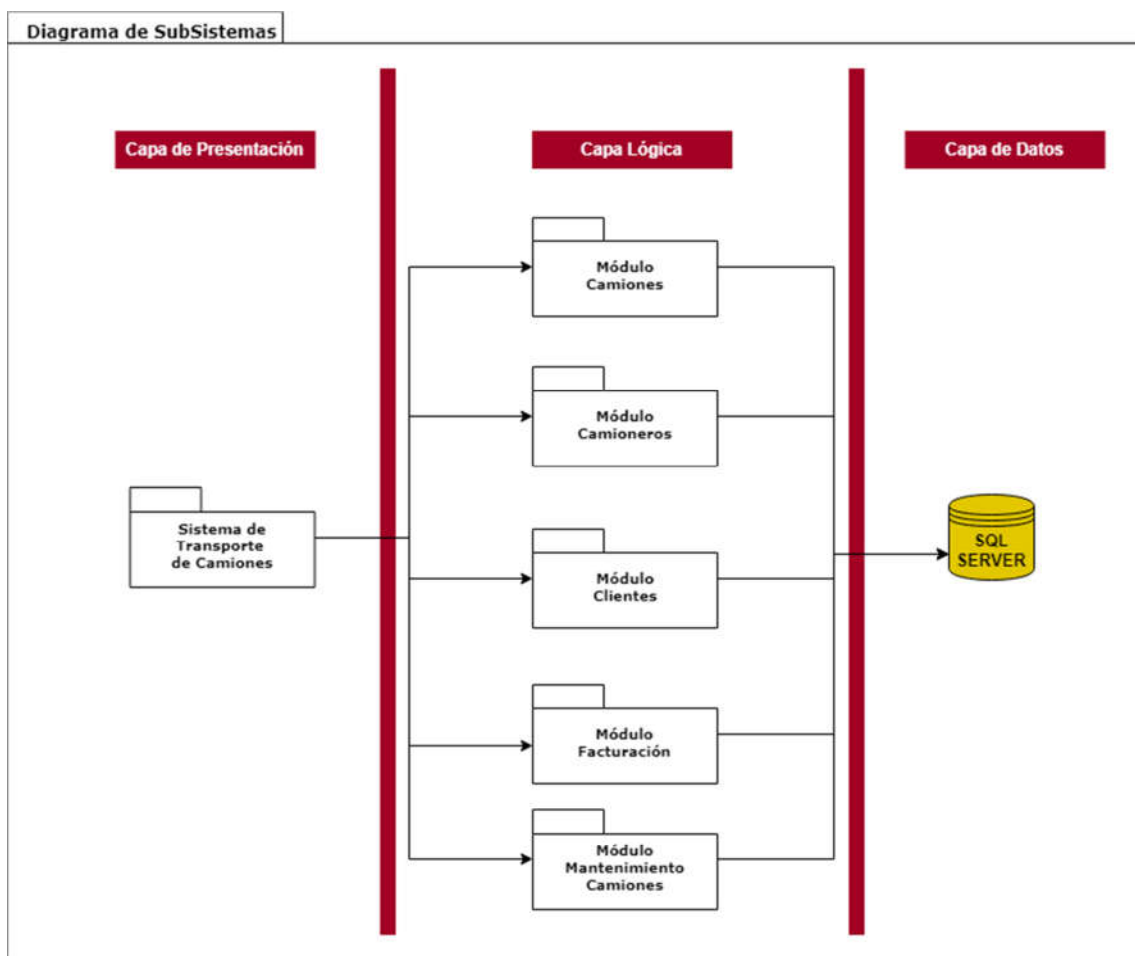 Diagrama de SubSistemas
Capa de Presentación
Capa Lógica
Capa de Datos
Módulo
Camiones
Módulo
Camioneros
Sistema de
Transporte
de Camiones
SQL
SERVER
Módulo
Clientes
Módulo
Facturación
Módulo
Mantenimiento
Camiones